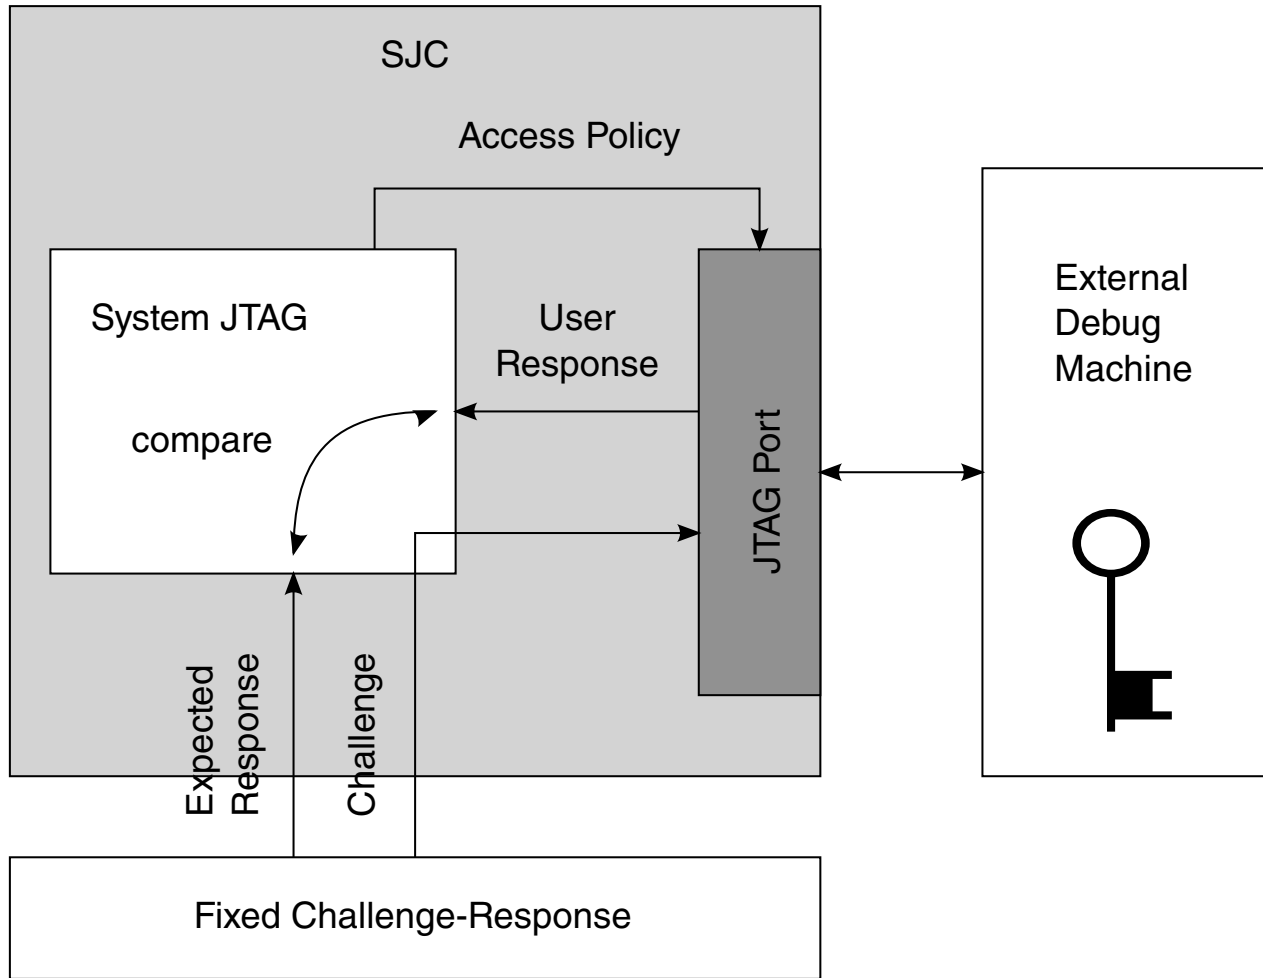 SJC
Access Policy
System JTAG
User
Response
compare
JTAG Port
External
Debug
Machine
Expected
Response
Challenge
Fixed Challenge-Response